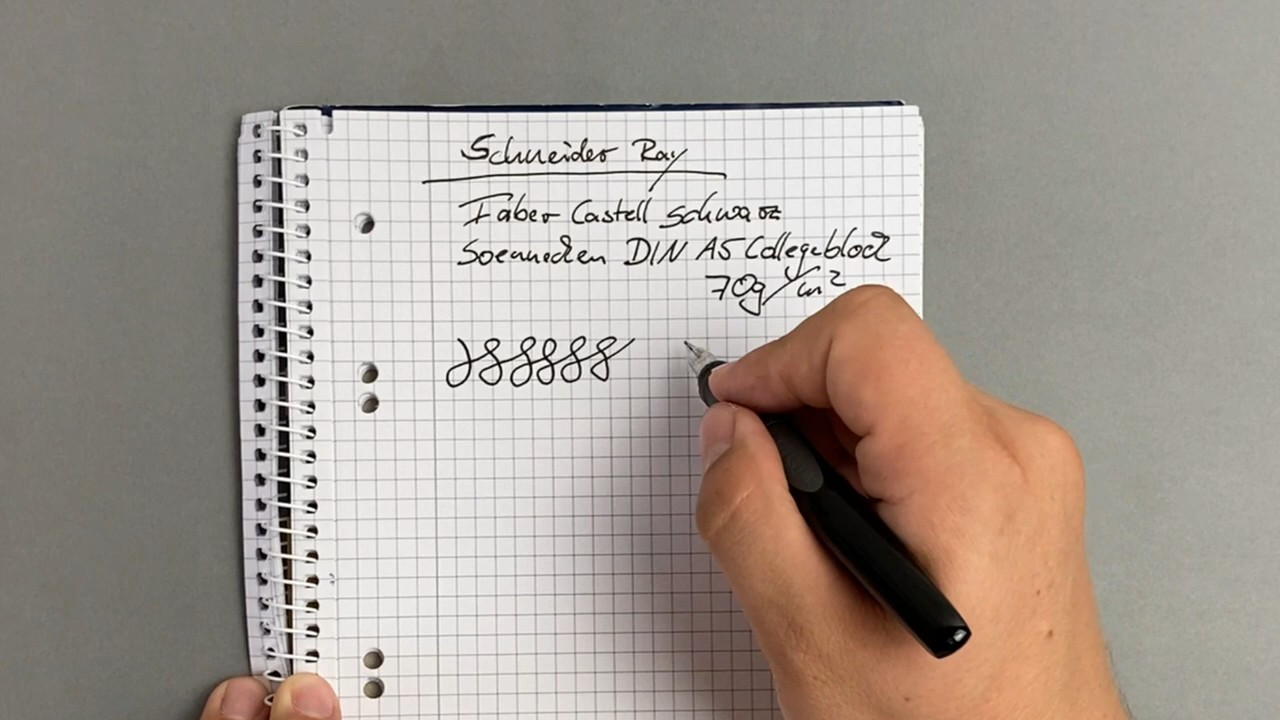 Schneider Ray
Faber Castell schwarz
Soennecken DIN A5 Collegeblock
70g/m²